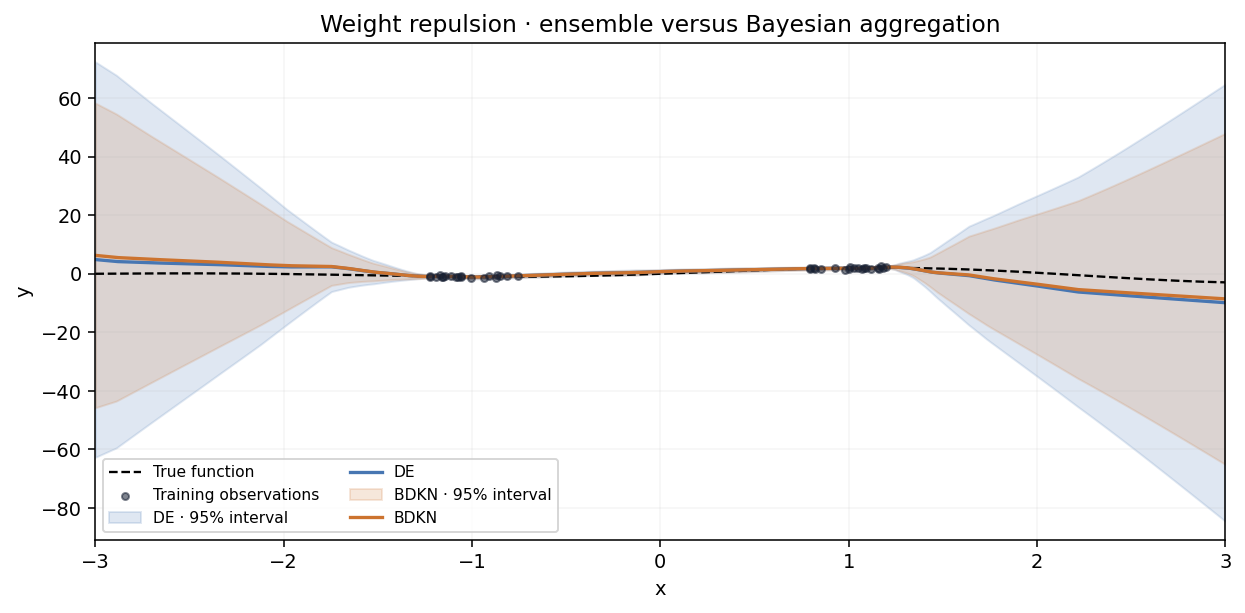 Weight repulsion · ensemble versus Bayesian aggregation
60
40
20
0
−20
−40
−60
−80
y
True function
Training observations
DE · 95% interval
DE
BDKN · 95% interval
BDKN
−3
−2
−1
0
1
2
3
x